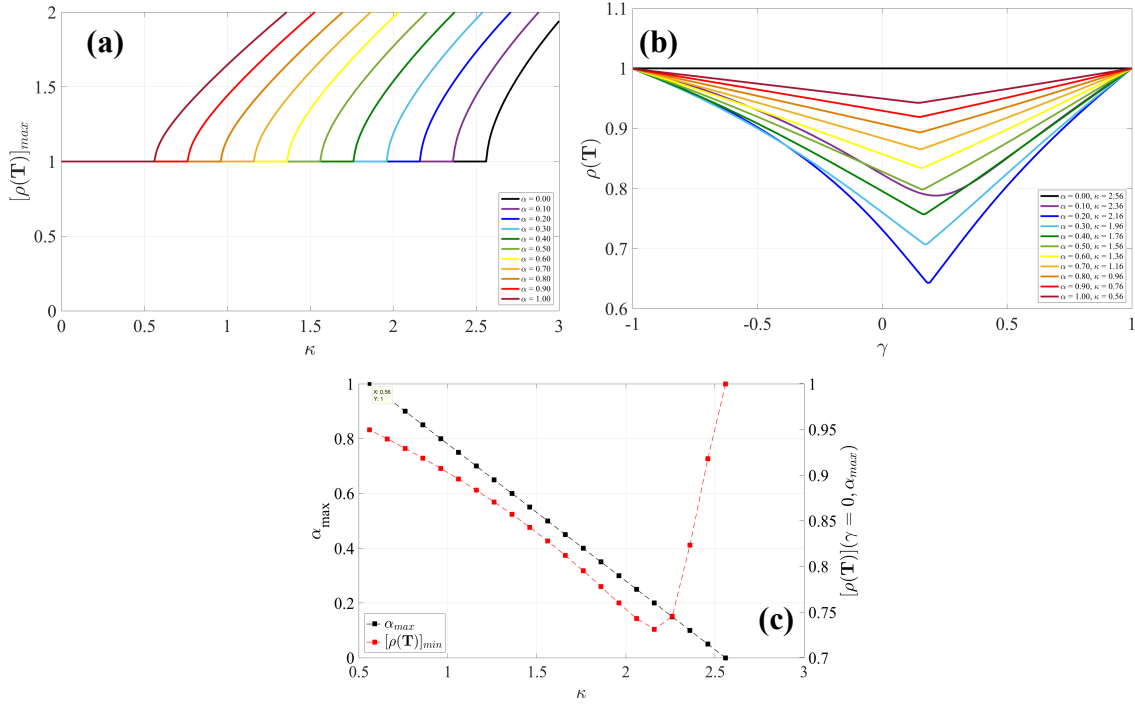 (a)
2
1.5
1
0.5
0
[ρ(T)]max
0
0.5
1
1.5
2
2.5
3
κ
α = 0.00
α = 0.10
α = 0.20
α = 0.30
α = 0.40
α = 0.50
α = 0.60
α = 0.70
α = 0.80
α = 0.90
α = 1.00
(b)
1.1
1
0.9
0.8
0.7
0.6
ρ(T)
-1
-0.5
0
0.5
1
γ
α = 0.00, κ = 2.56
α = 0.10, κ = 2.36
α = 0.20, κ = 2.16
α = 0.30, κ = 1.96
α = 0.40, κ = 1.76
α = 0.50, κ = 1.56
α = 0.60, κ = 1.36
α = 0.70, κ = 1.16
α = 0.80, κ = 0.96
α = 0.90, κ = 0.76
α = 1.00, κ = 0.56
1
0.8
0.6
0.4
0.2
0
αmax
X: 0.56
Y: 1
αmax
[ρ(T)]min
(c)
0.5
1
1.5
2
2.5
3
κ
1
0.95
0.9
0.85
0.8
0.75
0.7
[ρ(T)](γ = 0, αmax)